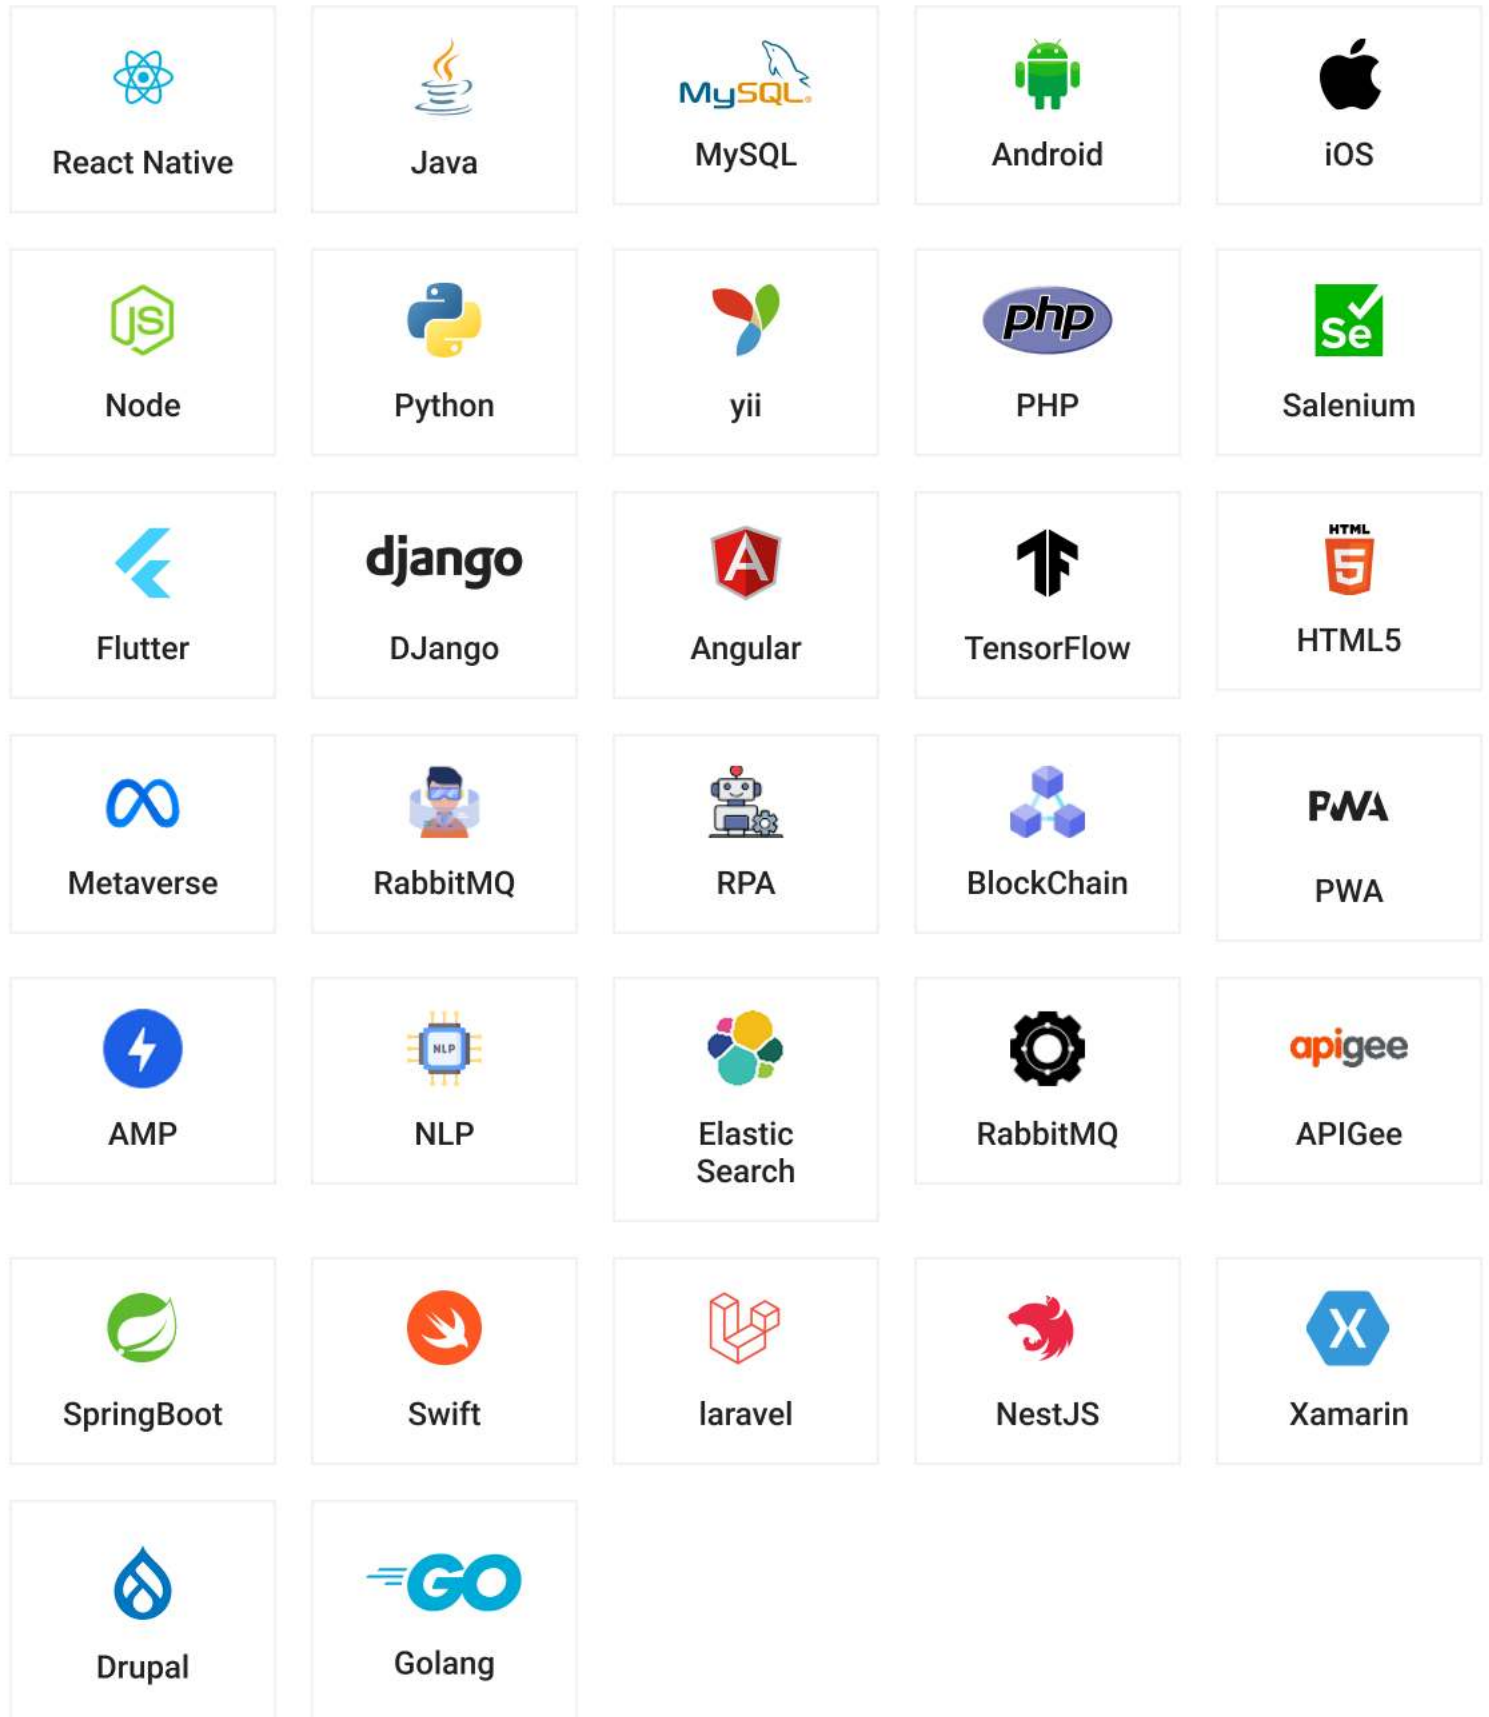 React Native
Java
MySQL
MySQL
Android
iOS
JS
Node
Python
yii
php
PHP
Se
Salenium
Flutter
django
DJango
A
Angular
TensorFlow
HTML
5
HTML5
Metaverse
RabbitMQ
RPA
BlockChain
PWA
PWA
AMP
NLP
NLP
Elastic
Search
RabbitMQ
apigee
APIGee
SpringBoot
Swift
laravel
NestJS
X
Xamarin
Drupal
GO
Golang